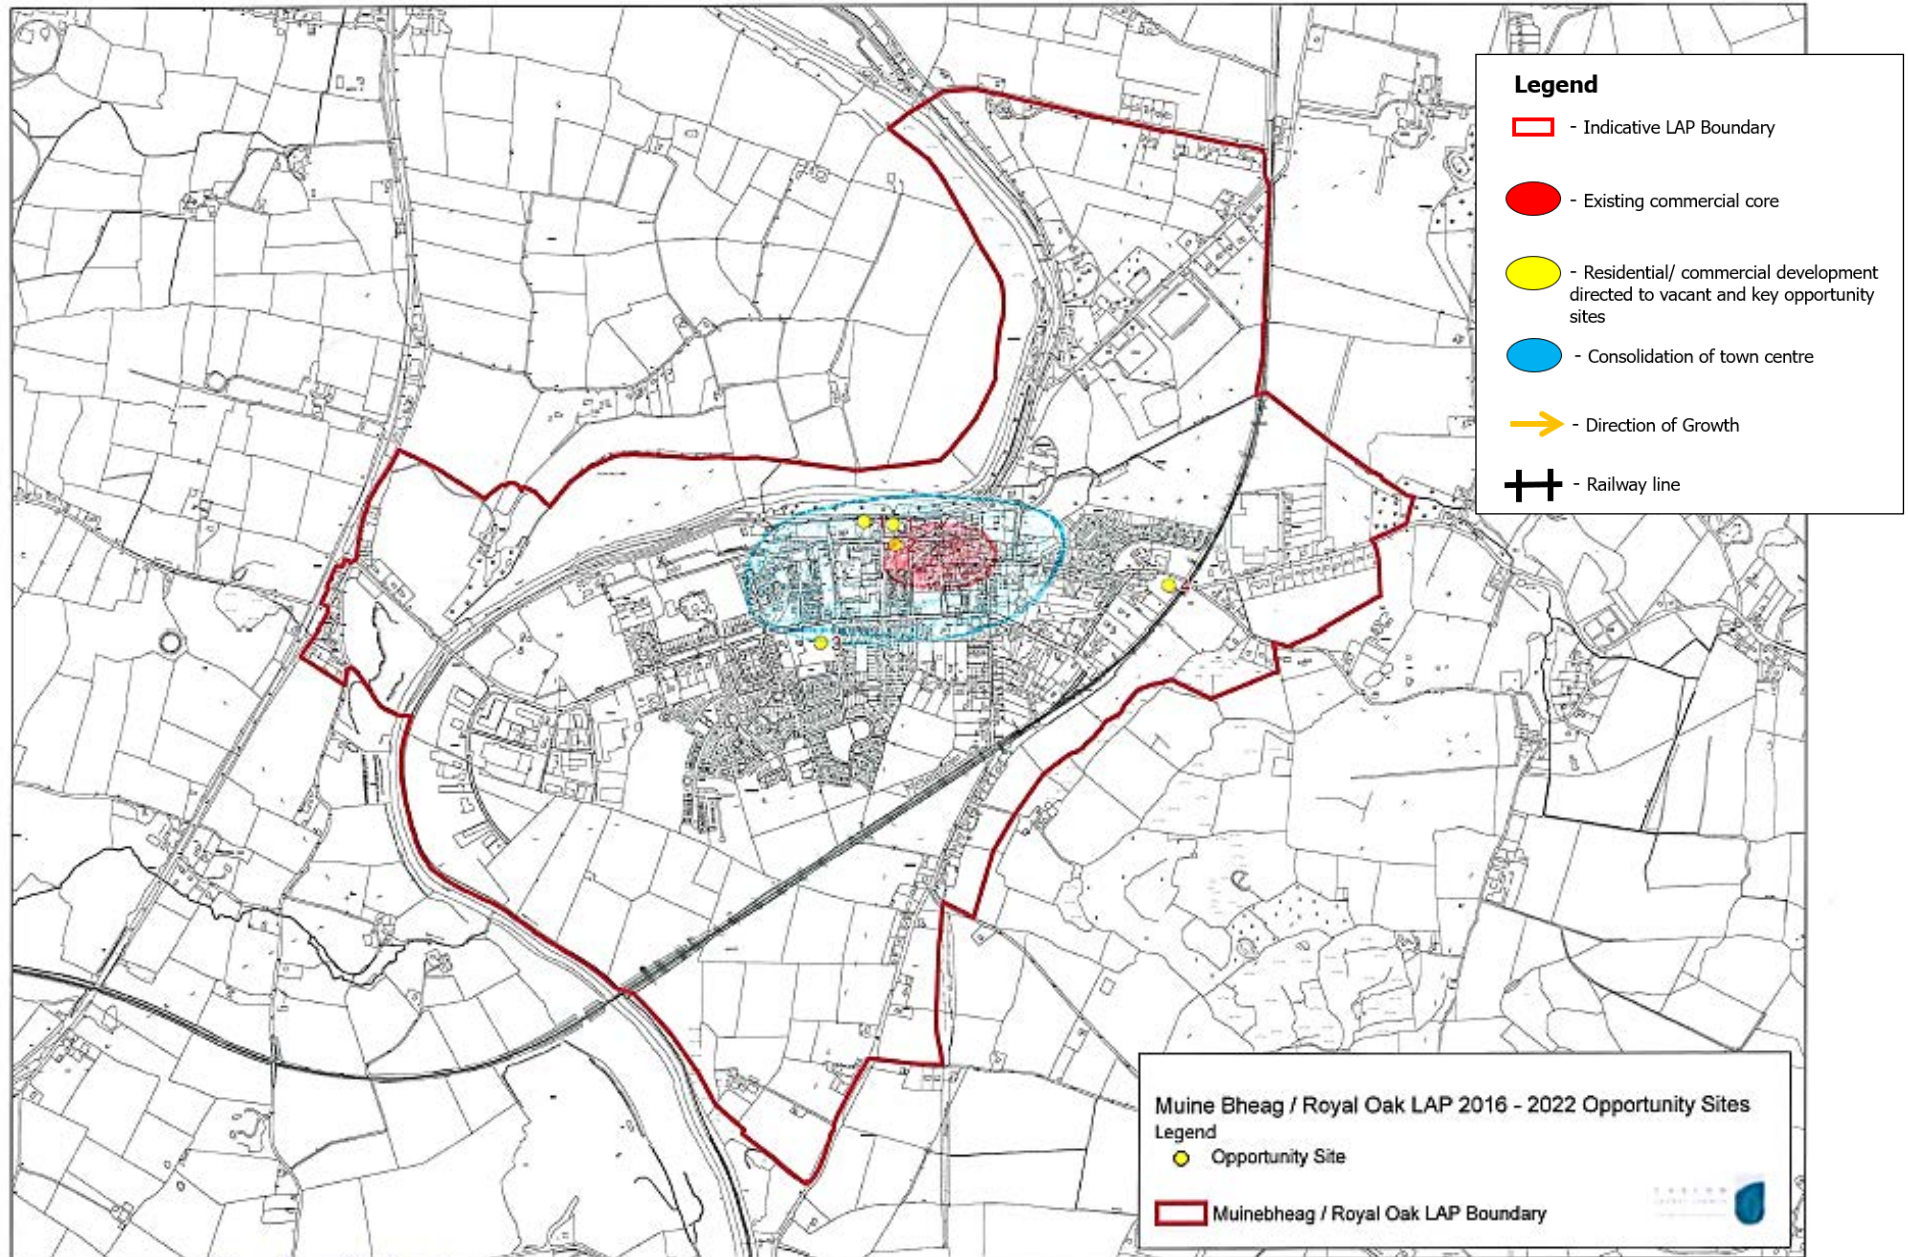 Legend
- Indicative LAP Boundary
- Existing commercial core
- Residential/ commercial development
directed to vacant and key opportunity
sites
- Consolidation of town centre
- Direction of Growth
- Railway line
3
Muine Bheag / Royal Oak LAP 2016 - 2022 Opportunity Sites
Legend
Opportunity Site
Muinebheag / Royal Oak LAP Boundary